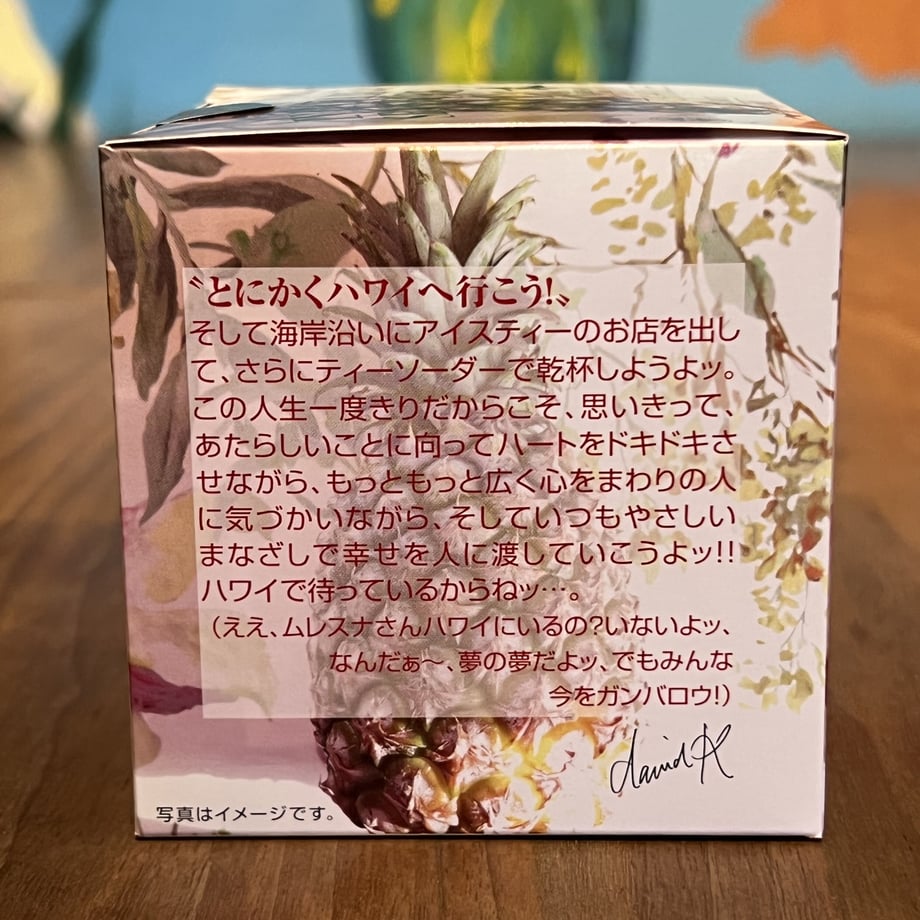 〝とにかくハワイへ行こう!〟
そして海岸沿いにアイスティーのお店を出し
て、さらにティーソーダーで乾杯しようよッ。
この人生一度きりだからこそ、思いきって、
あたらしいことに向ってハートをドキドキさ
せながら、もっともっと広く心をまわりの人
に気づかいながら、そしていつもやさしい
まなざしで幸せを人に渡していこうよッ!!
ハワイで待っているからねッ…。
(ええ、ムレスナさんハワイにいるの?いないよッ、
なんだぁ〜、夢の夢だよッ、でもみんな
今をガンバロウ!)
david K
写真はイメージです。